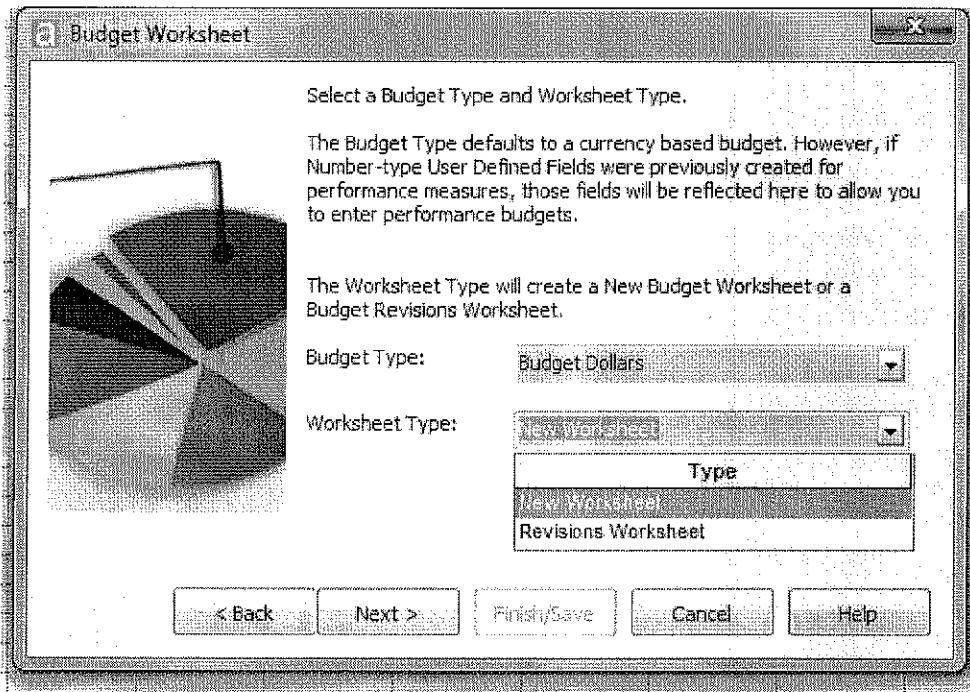 a Budget Worksheet
Select a Budget Type and Worksheet Type.
The Budget Type defaults to a currency based budget. However, if
Number-type User Defined Fields were previously created for
performance measures, those fields will be reflected here to allow you
to enter performance budgets.
The Worksheet Type will create a New Budget Worksheet or a
Budget Revisions Worksheet.
Budget Type: Budget Dollars
Worksheet Type: New Worksheet
Type
New Worksheet
Revisions Worksheet
< Back Next > Finish/Save Cancel Help